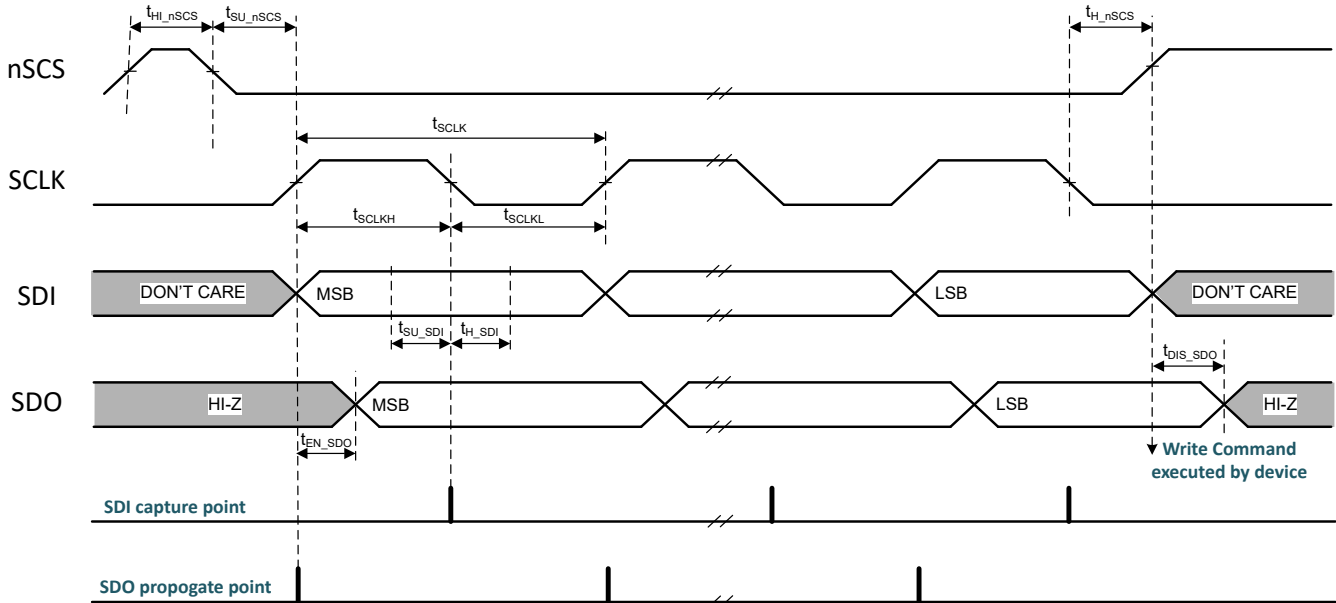 tHI_nSCS tSU_nSCS tH_nSCS
nSCS
tSCLK
SCLK
tSCLKH tSCLKL
SDI DON'T CARE MSB LSB DON'T CARE
tSU_SDI tH_SDI
tDIS_SDO
SDO HI-Z MSB LSB HI-Z
tEN_SDO
Write Command
executed by device
SDI capture point
SDO propogate point